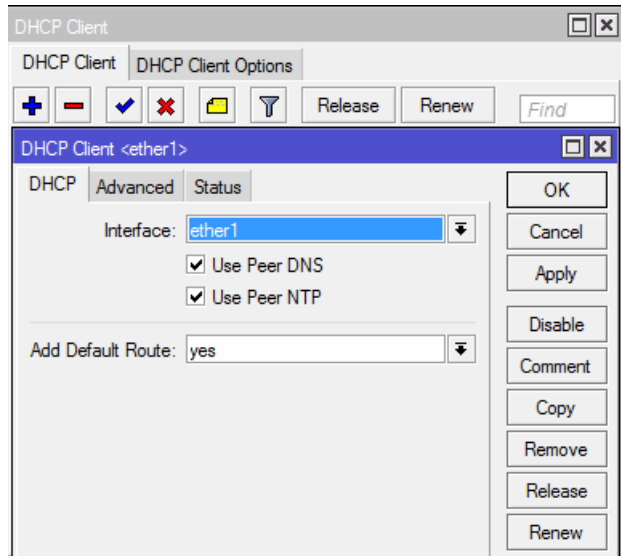 DHCP Client
DHCP Client DHCP Client Options
Release Renew Find
DHCP Client <ether1>
DHCP Advanced Status
OK
Interface: ether1
Cancel
Use Peer DNS
Apply
Use Peer NTP
Disable
Add Default Route: yes
Comment
Copy
Remove
Release
Renew